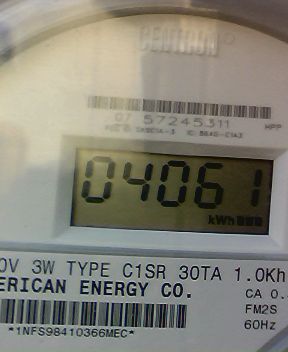 CENTRON®
07 57245311
HPP
04061
kWh
0V 3W TYPE C1SR 30TA 1.0Kh
ERICAN ENERGY CO.
CA 0.
FM2S
60Hz
*1NFS98410366MEC*